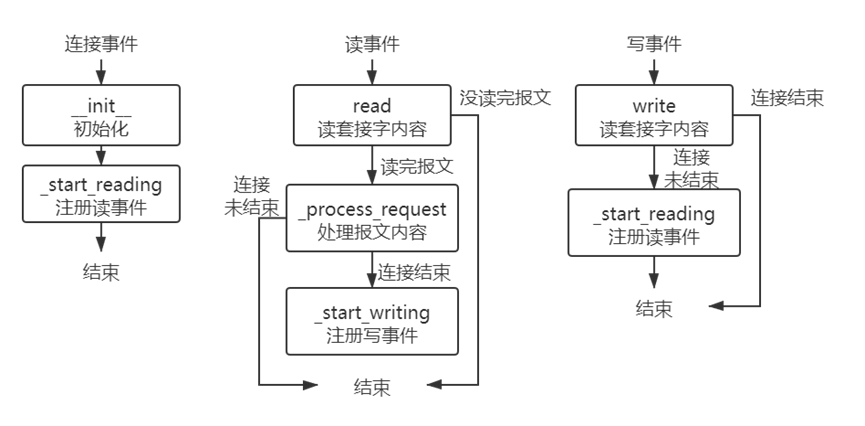 连接事件
__init__
初始化
_start_reading
注册读事件
结束
读事件
read
读套接字内容
没读完报文
读完报文
连接
未结束
_process_request
处理报文内容
连接结束
_start_writing
注册写事件
结束
写事件
write
读套接字内容
连接结束
连接
未结束
_start_reading
注册读事件
结束